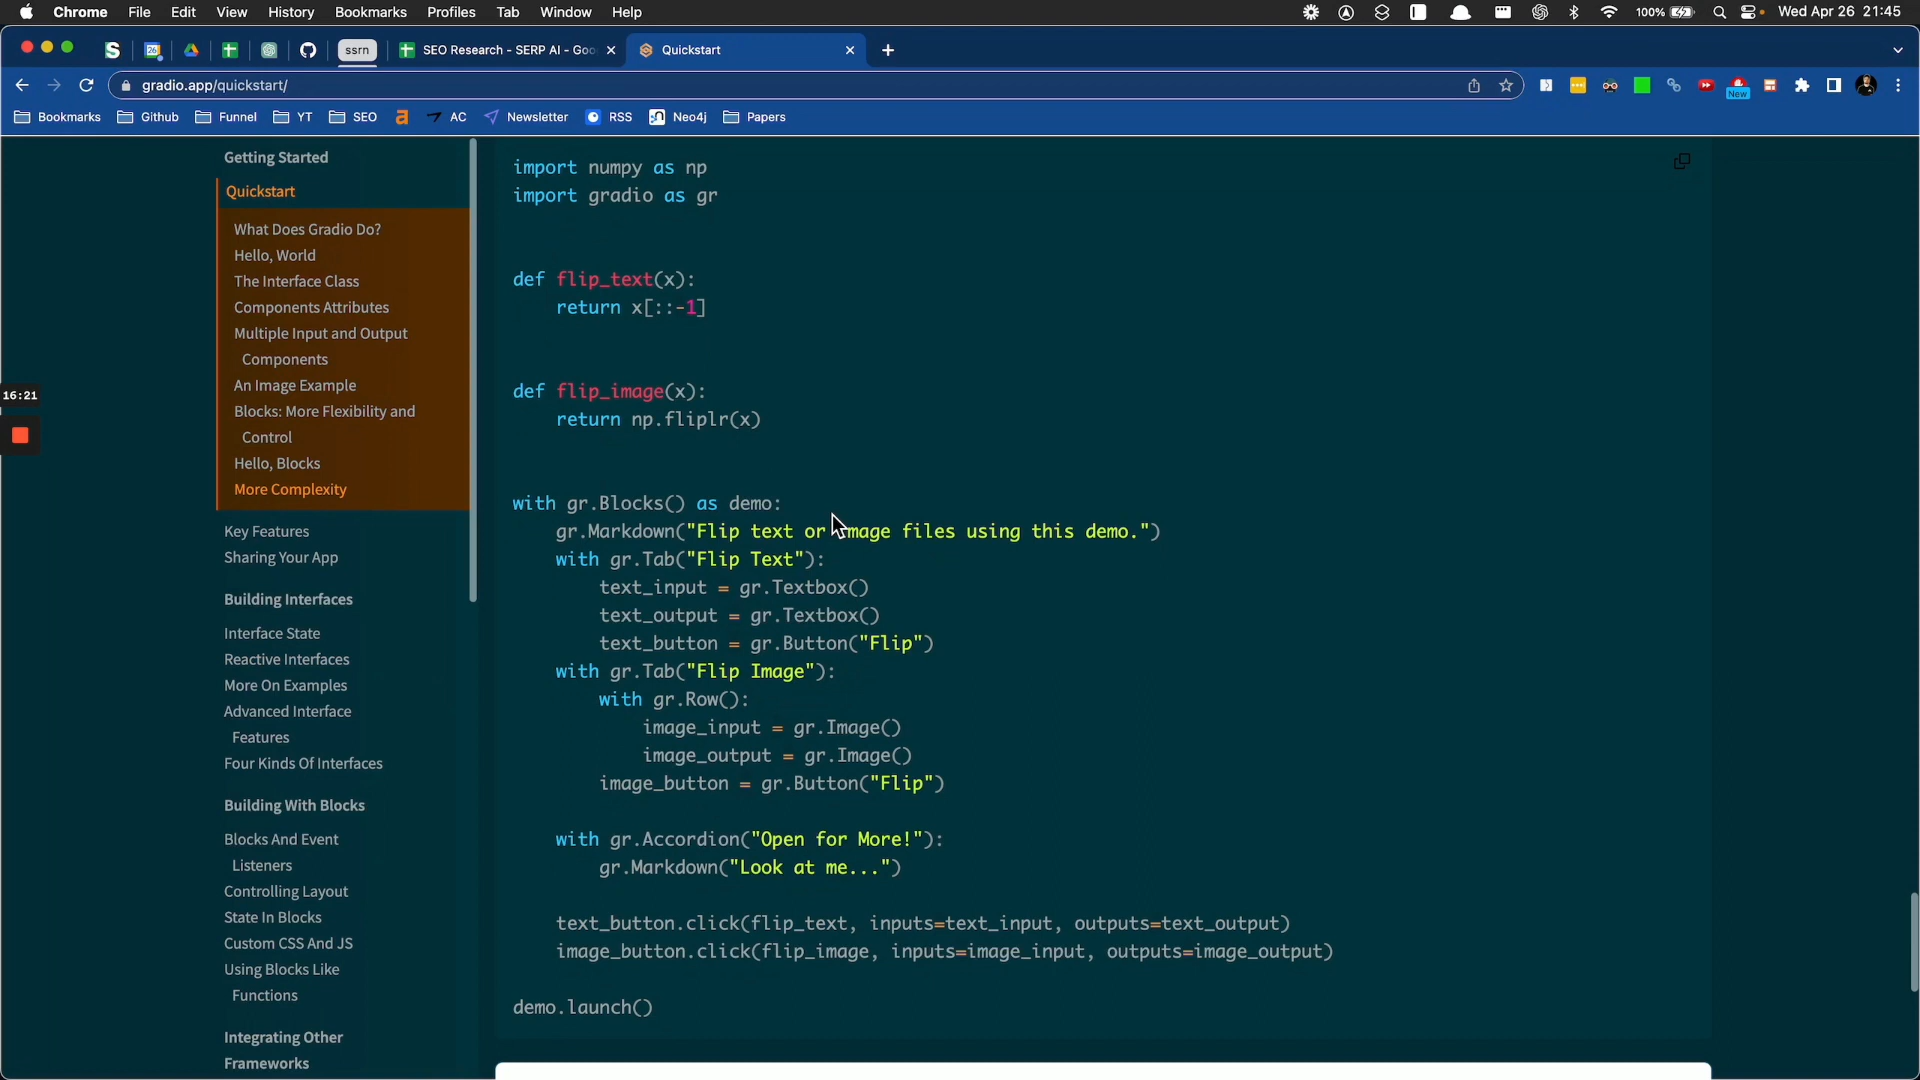 Chrome File Edit View History Bookmarks Profiles Tab Window Help 100% Wed Apr 26 21:45
ssrn SEO Research - SERP AI - Goo Quickstart
gradio.app/quickstart/
New
Bookmarks Github Funnel YT SEO AC Newsletter RSS Neo4j Papers
16:21
Getting Started
Quickstart
What Does Gradio Do?
Hello, World
The Interface Class
Components Attributes
Multiple Input and Output
Components
An Image Example
Blocks: More Flexibility and
Control
Hello, Blocks
More Complexity
Key Features
Sharing Your App
Building Interfaces
Interface State
Reactive Interfaces
More On Examples
Advanced Interface
Features
Four Kinds Of Interfaces
Building With Blocks
Blocks And Event
Listeners
Controlling Layout
State In Blocks
Custom CSS And JS
Using Blocks Like
Functions
Integrating Other
Frameworks
import numpy as np
import gradio as gr
def flip_text(x):
    return x[::-1]
def flip_image(x):
    return np.fliplr(x)
with gr.Blocks() as demo:
    gr.Markdown("Flip text or image files using this demo.")
    with gr.Tab("Flip Text"):
        text_input = gr.Textbox()
        text_output = gr.Textbox()
        text_button = gr.Button("Flip")
    with gr.Tab("Flip Image"):
        with gr.Row():
            image_input = gr.Image()
            image_output = gr.Image()
        image_button = gr.Button("Flip")
    with gr.Accordion("Open for More!"):
        gr.Markdown("Look at me...")
    text_button.click(flip_text, inputs=text_input, outputs=text_output)
    image_button.click(flip_image, inputs=image_input, outputs=image_output)
demo.launch()